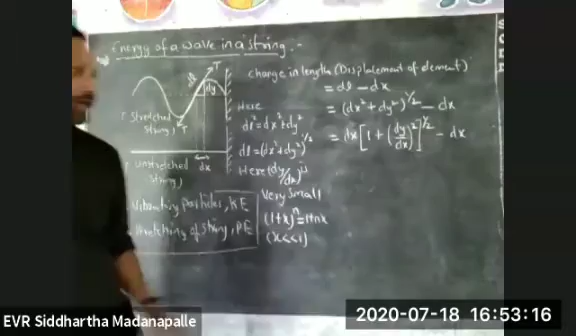 Energy of a wave in a string :-
T
dl
dy
T
Stretched
String,
unstretched
String,
dx
Vibrating particles, KE
Stretching of string, PE
Here
dl²=dx²+dy²
dl=(dx²+dy²)^1/2
Here (dy/dx) is
Very small
(1+x)^n=1+nx
(x<<1)
change in length (Displacement of element)
= dl - dx
= (dx²+dy²)^1/2 - dx
= dx[1+(dy/dx)²]^1/2 - dx
EVR Siddhartha Madanapalle
2020-07-18 16:53:16